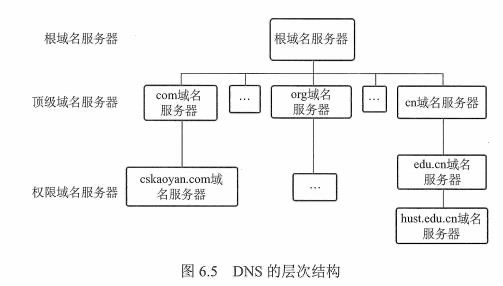 根域名服务器
根域名服务器
顶级域名服务器
com域名
服务器
…
org域名
服务器
…
cn域名服务器
权限域名服务器
cskaoyan.com域
名服务器
…
edu.cn域名
服务器
hust.edu.cn域名
服务器
图 6.5 DNS 的层次结构